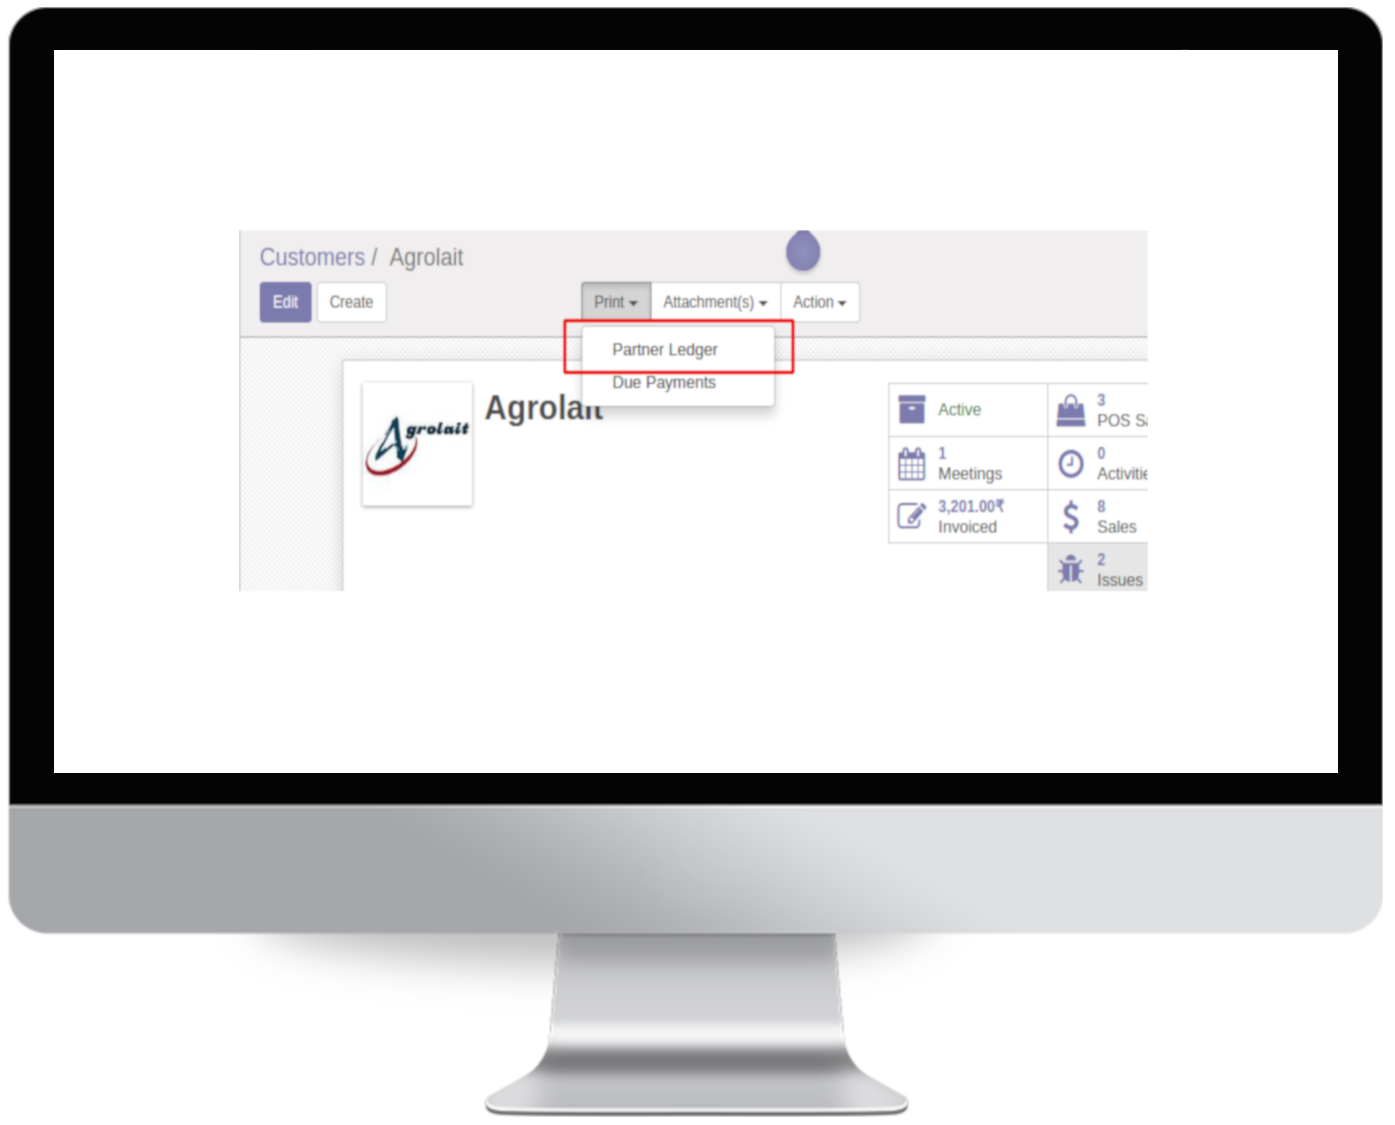 Customers / Agrolait
Edit
Create
Print
Attachment(s)
Action
Partner Ledger
Due Payments
Agrolait
Agrolait
Active
3
POS
1
Meetings
0
3,201.00₹
Invoiced
8
Sales
2
Issues